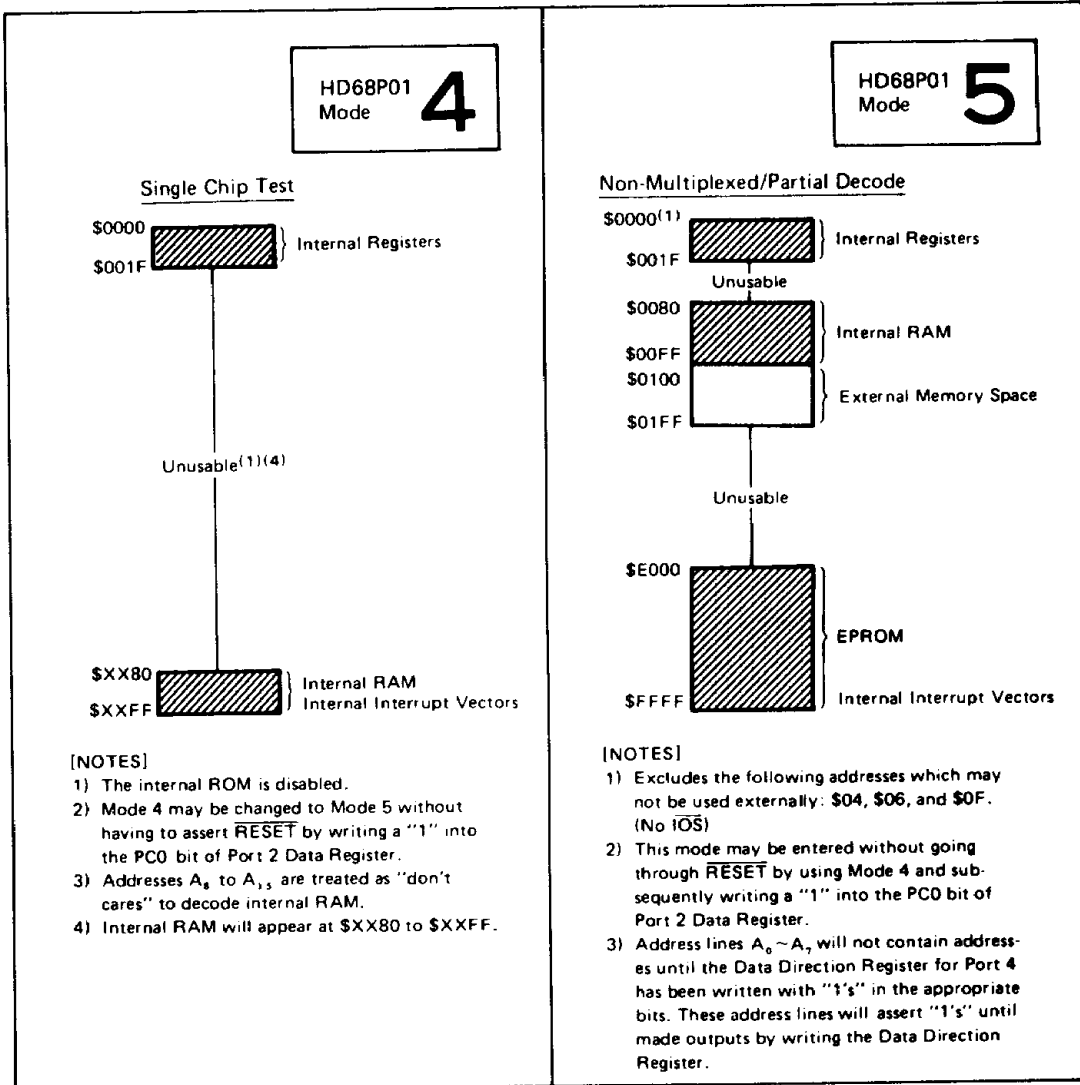 HD68P01
Mode 4
Single Chip Test
$0000
Internal Registers
$001F
Unusable(1)(4)
$XX80
Internal RAM
Internal Interrupt Vectors
$XXFF
[NOTES]
1) The internal ROM is disabled.
2) Mode 4 may be changed to Mode 5 without
having to assert RESET by writing a "1" into
the PC0 bit of Port 2 Data Register.
3) Addresses A8 to A15 are treated as "don't
cares" to decode internal RAM.
4) Internal RAM will appear at $XX80 to $XXFF.
HD68P01
Mode 5
Non-Multiplexed/Partial Decode
$0000(1)
Internal Registers
$001F
Unusable
$0080
Internal RAM
$00FF
$0100
External Memory Space
$01FF
Unusable
$E000
EPROM
$FFFF
Internal Interrupt Vectors
[NOTES]
1) Excludes the following addresses which may
not be used externally: $04, $06, and $0F.
(No IOS)
2) This mode may be entered without going
through RESET by using Mode 4 and sub-
sequently writing a "1" into the PC0 bit of
Port 2 Data Register.
3) Address lines A0~A7 will not contain address-
es until the Data Direction Register for Port 4
has been written with "1's" in the appropriate
bits. These address lines will assert "1's" until
made outputs by writing the Data Direction
Register.